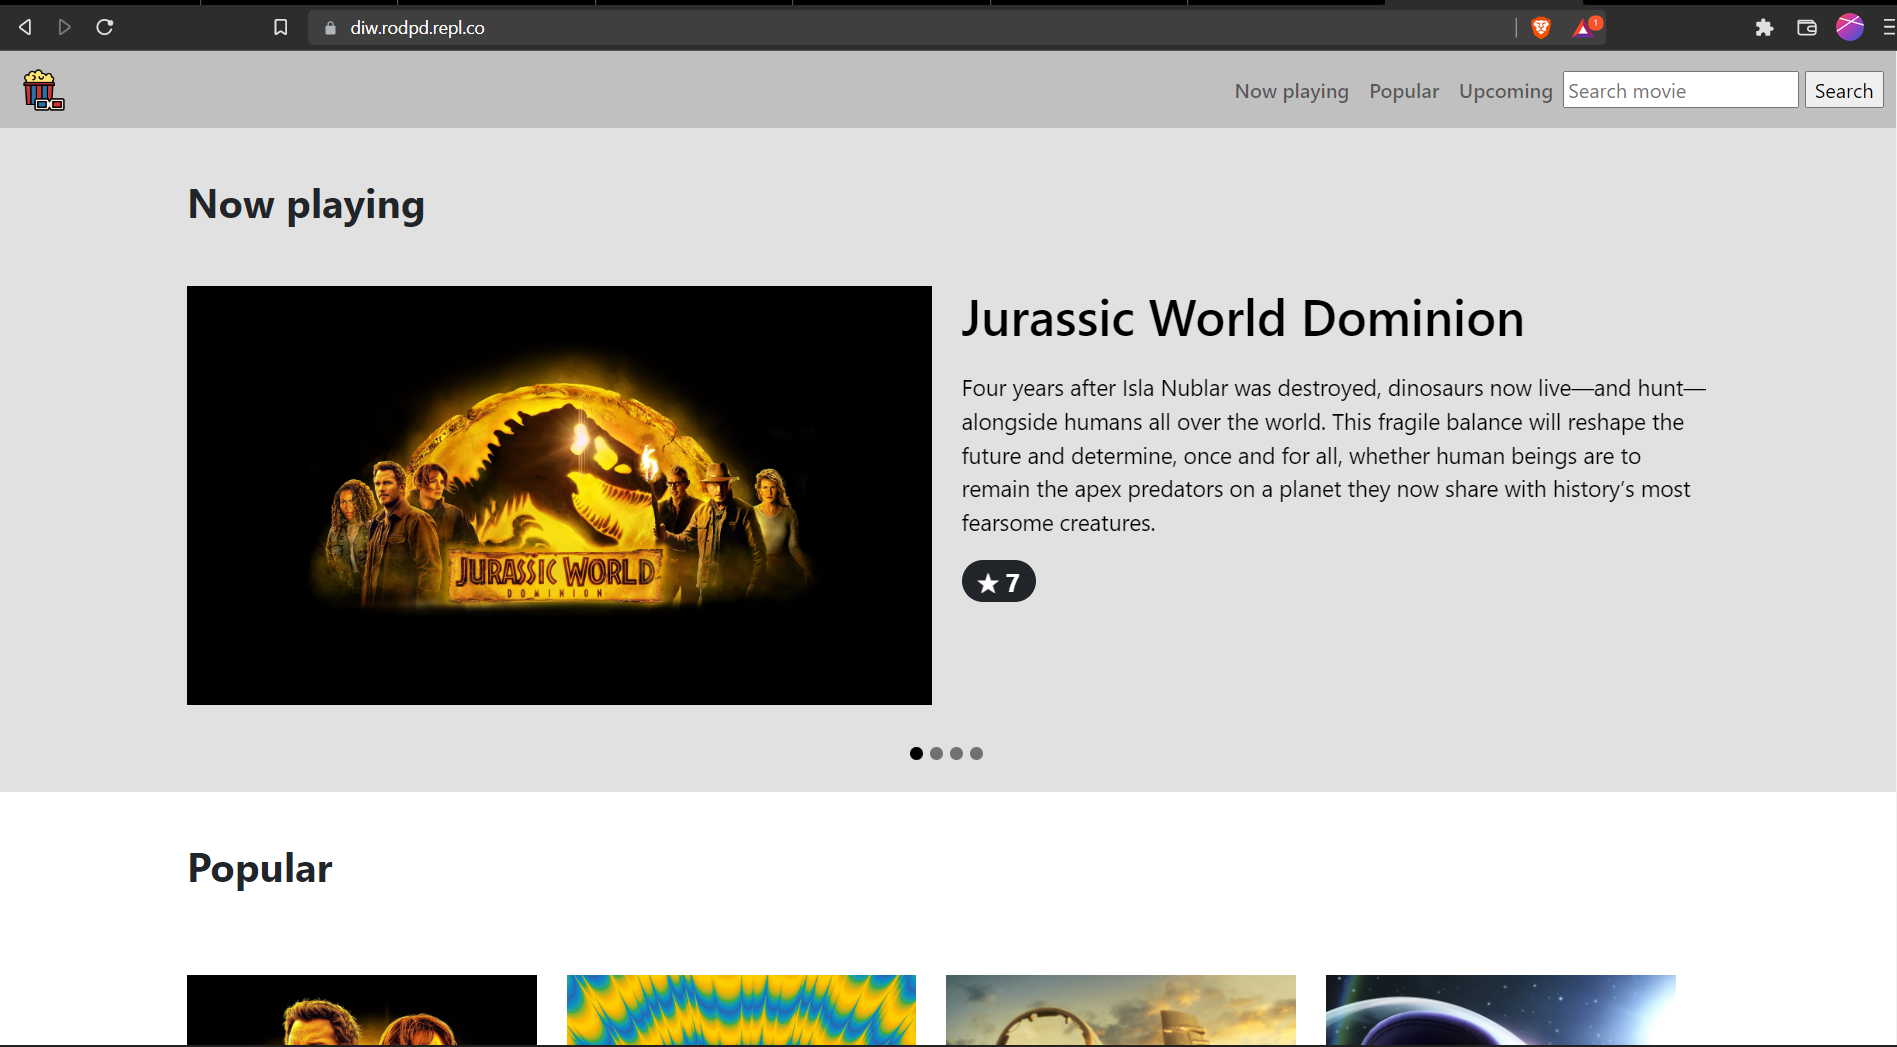 diw.rodpd.repl.co
1
Now playing Popular Upcoming Search movie Search
Now playing
JURASSIC WORLD
DOMINION
Jurassic World Dominion
Four years after Isla Nublar was destroyed, dinosaurs now live—and hunt—
alongside humans all over the world. This fragile balance will reshape the
future and determine, once and for all, whether human beings are to
remain the apex predators on a planet they now share with history’s most
fearsome creatures.
★ 7
Popular